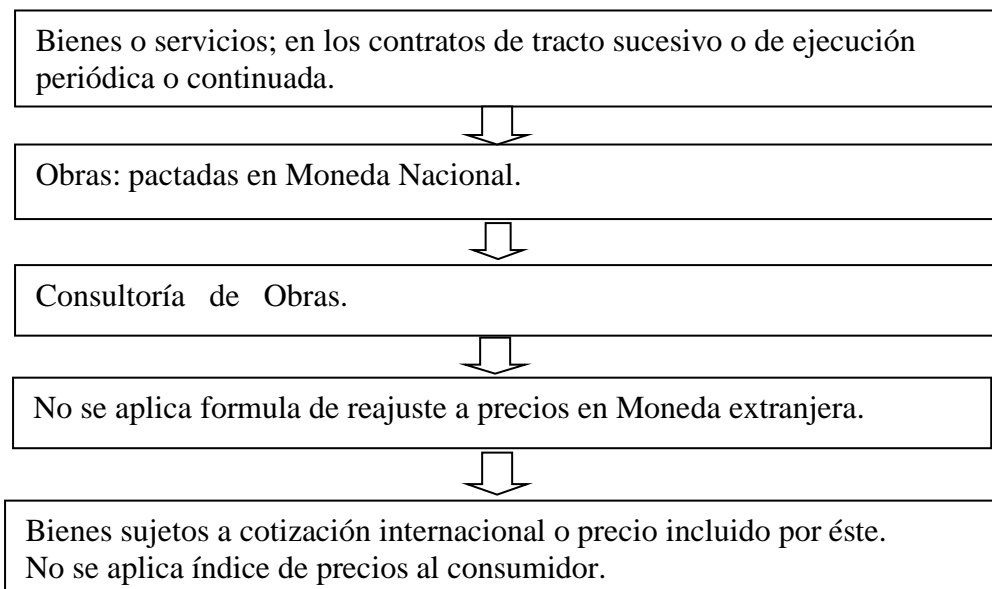 Bienes o servicios; en los contratos de tracto sucesivo o de ejecución
periódica o continuada.
Obras: pactadas en Moneda Nacional.
Consultoría de Obras.
No se aplica formula de reajuste a precios en Moneda extranjera.
Bienes sujetos a cotización internacional o precio incluido por éste.
No se aplica índice de precios al consumidor.